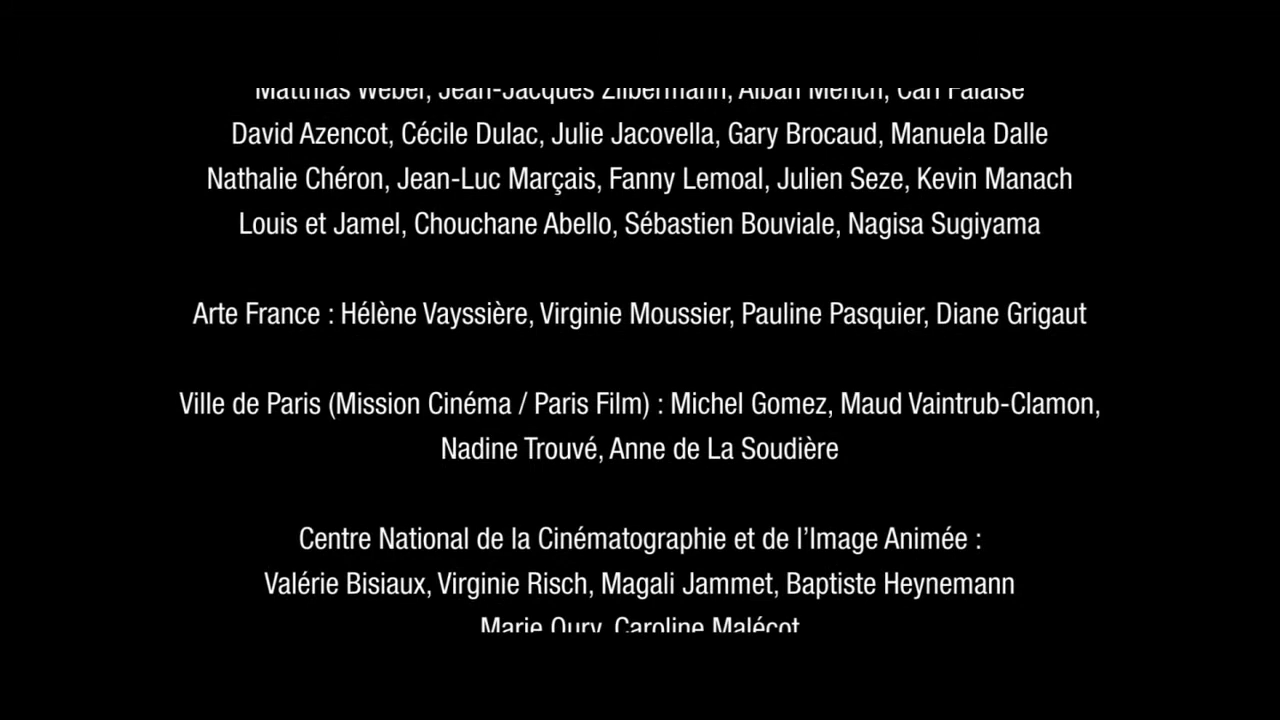 Matthias Weber, Jean-Jacques Zilbermann, Alban
David Azencot, Cécile Dulac, Julie Jacovella, Gary Brocaud, Manuela Dalle
Nathalie Chéron, Jean-Luc Marçais, Fanny Lemoal, Julien Seze, Kevin Manach
Louis et Jamel, Chouchane Abello, Sébastien Bouviale, Nagisa Sugiyama
Arte France : Hélène Vayssière, Virginie Moussier, Pauline Pasquier, Diane Grigaut
Ville de Paris (Mission Cinéma / Paris Film) : Michel Gomez, Maud Vaintrub-Clamon,
Nadine Trouvé, Anne de La Soudière
Centre National de la Cinématographie et de l’Image Animée :
Valérie Bisiaux, Virginie Risch, Magali Jammet, Baptiste Heynemann
Marie Oury, Caroline Malécot